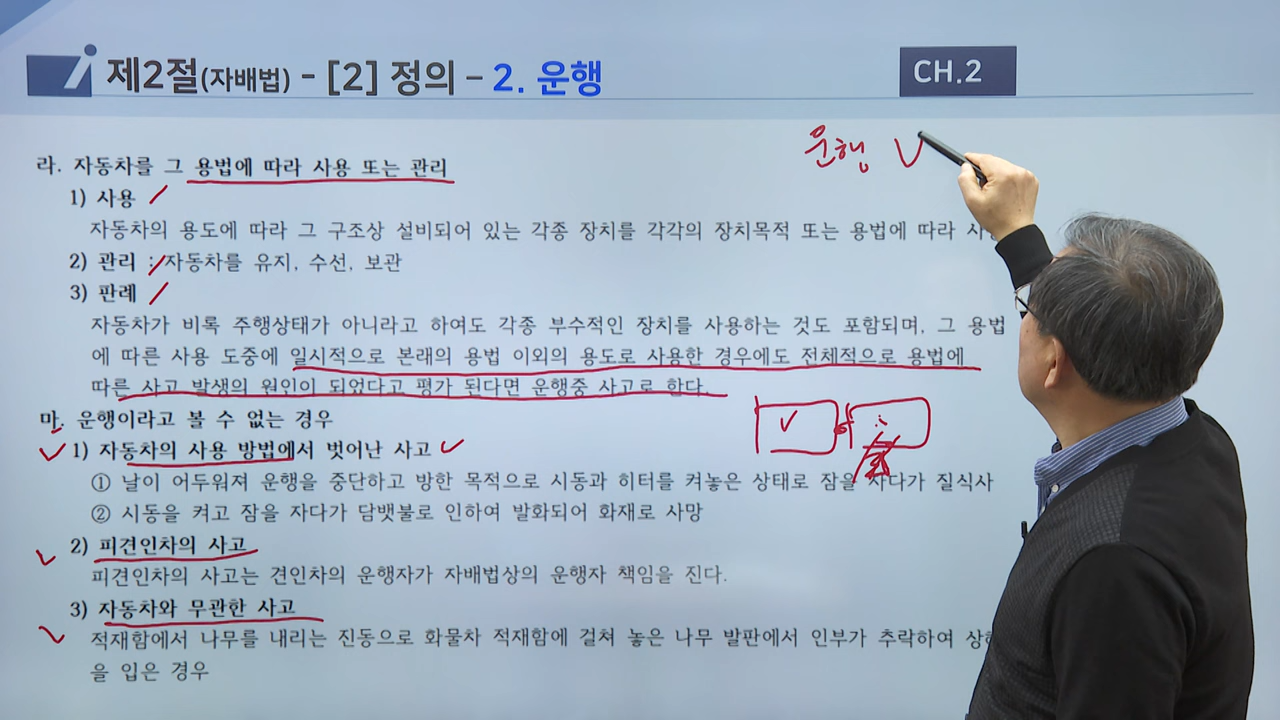 제2절(자배법) - [2] 정의 – 2. 운행
CH.2
운행
라. 자동차를 그 용법에 따라 사용 또는 관리
1) 사용
자동차의 용도에 따라 그 구조상 설비되어 있는 각종 장치를 각각의 장치목적 또는 용법에 따라
2) 관리 : 자동차를 유지, 수선, 보관
3) 판례
자동차가 비록 주행상태가 아니라고 하여도 각종 부수적인 장치를 사용하는 것도 포함되며, 그 용법
에 따른 사용 도중에 일시적으로 본래의 용법 이외의 용도로 사용한 경우에도 전체적으로 용법에
따른 사고 발생의 원인이 되었다고 평가 된다면 운행중 사고로 한다.
마. 운행이라고 볼 수 없는 경우
1) 자동차의 사용 방법에서 벗어난 사고
① 날이 어두워져 운행을 중단하고 방한 목적으로 시동과 히터를 켜놓은 상태로 잠을 자다가 질식사
② 시동을 켜고 잠을 자다가 담뱃불로 인하여 발화되어 화재로 사망
2) 피견인차의 사고
피견인차의 사고는 견인차의 운행자가 자배법상의 운행자 책임을 진다.
3) 자동차와 무관한 사고
적재함에서 나무를 내리는 진동으로 화물차 적재함에 걸쳐 놓은 나무 발판에서 인부가 추락하여
을 입은 경우